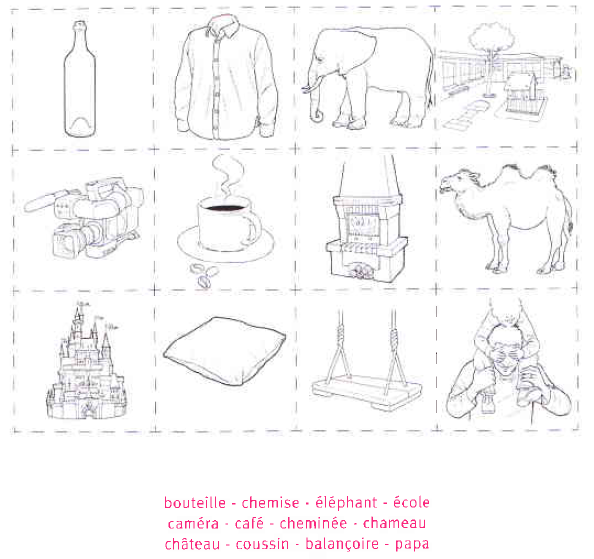 bouteille - chemise - éléphant - école
caméra - café - cheminée - chameau
château - coussin - balançoire - papa